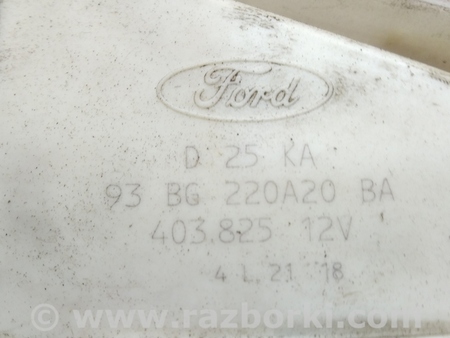 Ford
D 25 KA
93 BG 220A20 BA
403.825 12V
4 L 21 18
www.razborki.com